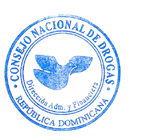 CONSEJO NACIONAL DE DROGAS
Dirección Adm. y Financiera
REPÚBLICA DOMINICANA